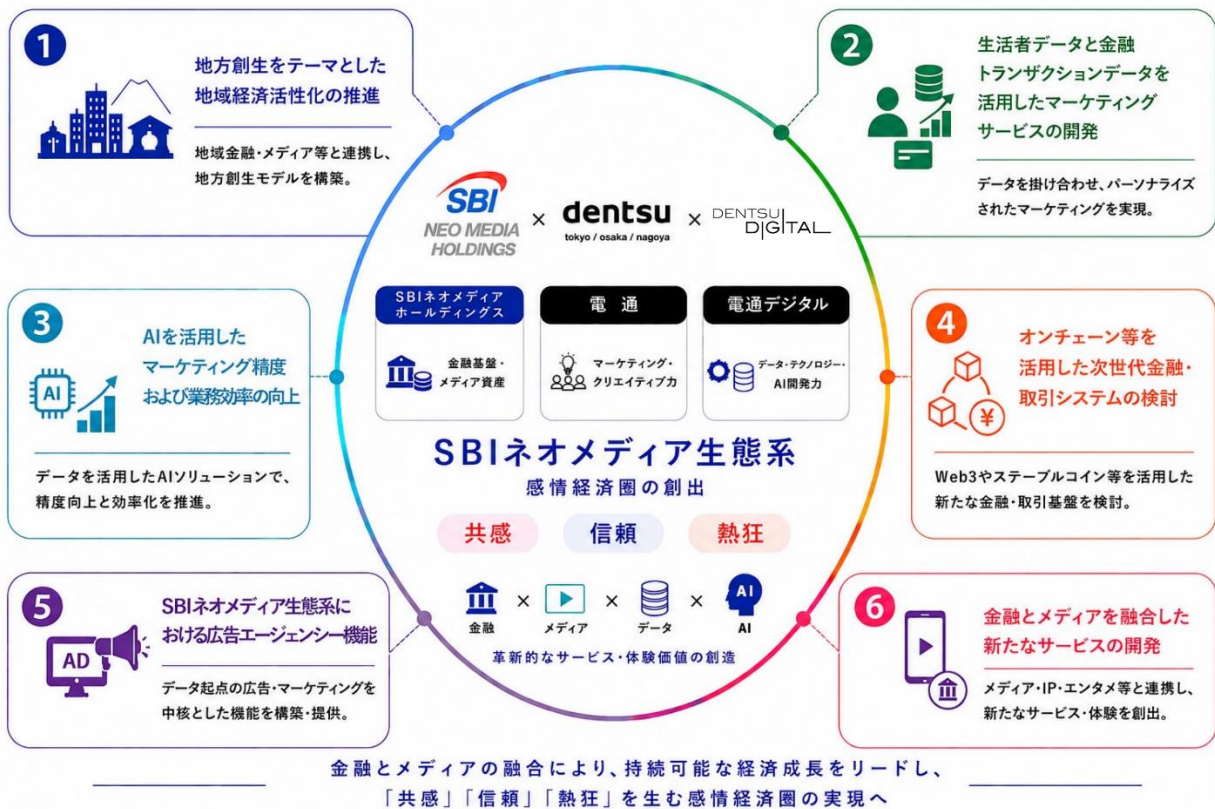 1
地方創生をテーマとした
地域経済活性化の推進
地域金融・メディア等と連携し、
地方創生モデルを構築。
2
生活者データと金融
トランザクションデータを
活用したマーケティング
サービスの開発
データを掛け合わせ、パーソナライズ
されたマーケティングを実現。
SBI
NEO MEDIA
HOLDINGS
×
dentsu
tokyo / osaka / nagoya
×
DENTSU
DIGITAL
SBIネオメディア
ホールディングス
金融基盤・
メディア資産
電通
マーケティング・
クリエイティブ力
電通デジタル
データ・テクノロジー・
AI開発力
3
AIを活用した
マーケティング精度
および業務効率の向上
AI
データを活用したAIソリューションで、
精度向上と効率化を推進。
4
オンチェーン等を
活用した次世代金融・
取引システムの検討
¥
Web3やステーブルコイン等を活用した
新たな金融・取引基盤を検討。
SBIネオメディア生態系
感情経済圏の創出
共感 信頼 熱狂
AI
金融 × メディア × データ × AI
革新的なサービス・体験価値の創造
5
SBIネオメディア生態系に
おける広告エージェンシー機能
AD
データ起点の広告・マーケティングを
中核とした機能を構築・提供。
6
金融とメディアを融合した
新たなサービスの開発
メディア・IP・エンタメ等と連携し、
新たなサービス・体験を創出。
金融とメディアの融合により、持続可能な経済成長をリードし、
「共感」「信頼」「熱狂」を生む感情経済圏の実現へ